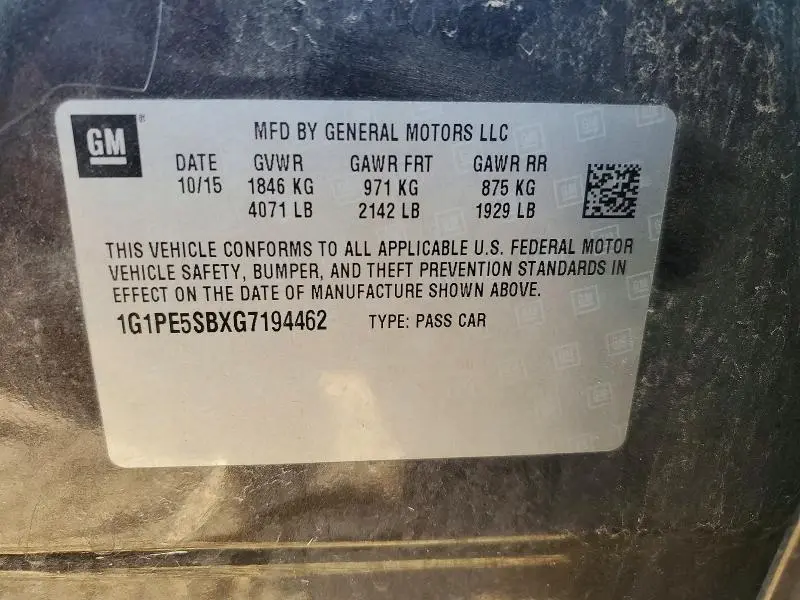 GM ®
MFD BY GENERAL MOTORS LLC
DATE GVWR GAWR FRT GAWR RR
10/15 1846 KG 971 KG 875 KG
4071 LB 2142 LB 1929 LB
THIS VEHICLE CONFORMS TO ALL APPLICABLE U.S. FEDERAL MOTOR
VEHICLE SAFETY, BUMPER, AND THEFT PREVENTION STANDARDS IN
EFFECT ON THE DATE OF MANUFACTURE SHOWN ABOVE.
1G1PE5SBXG7194462 TYPE: PASS CAR